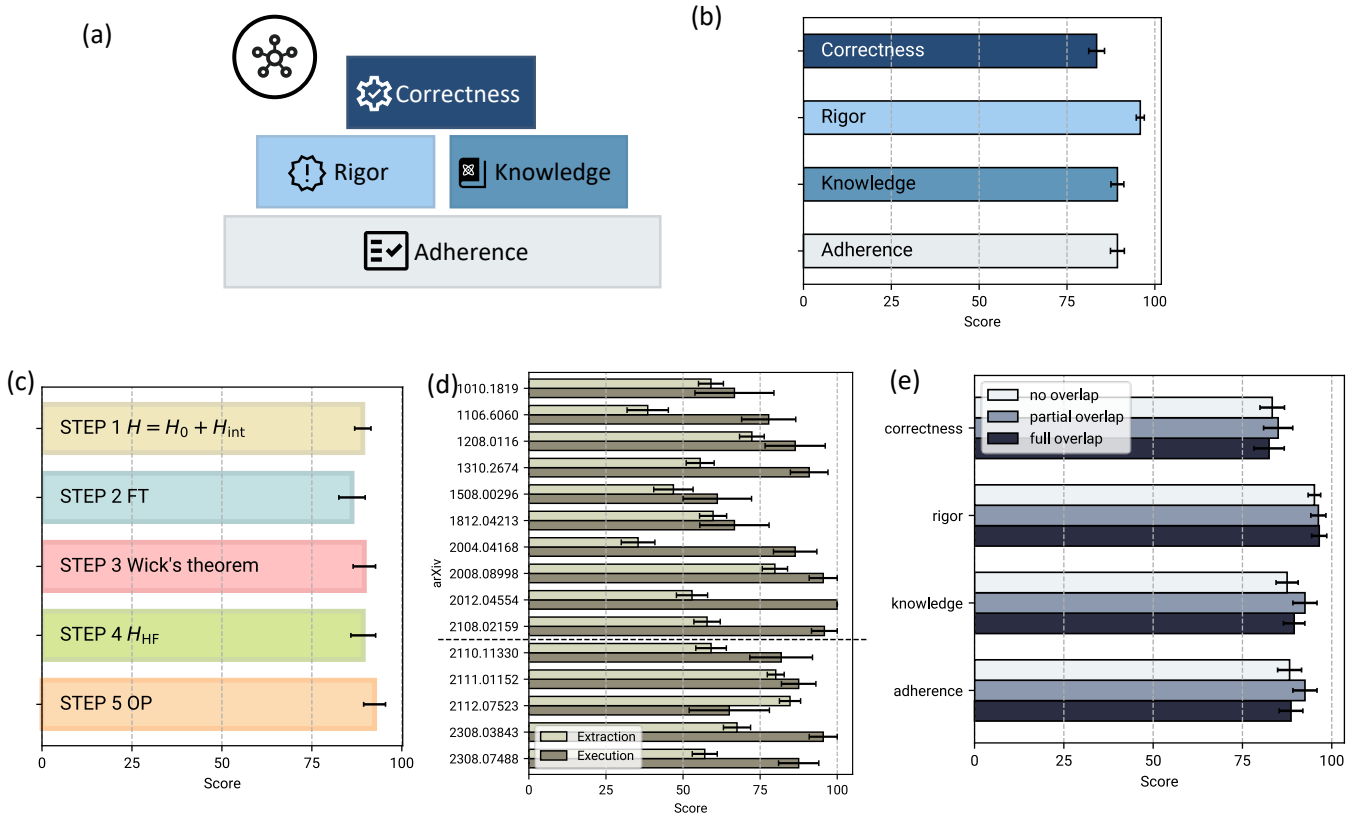 (a)
Correctness
Rigor
Knowledge
Adherence
(b)
Correctness
Rigor
Knowledge
Adherence
0 25 50 75 100
Score
(c)
STEP 1 H = H₀ + H_int
STEP 2 FT
STEP 3 Wick's theorem
STEP 4 H_HF
STEP 5 OP
0 25 50 75 100
Score
(d)
arXiv
1010.1819
1106.6060
1208.0116
1310.2674
1508.00296
1812.04213
2004.04168
2008.08998
2012.04554
2108.02159
2110.11330
2111.01152
2112.07523
2308.03843
2308.07488
Extraction
Execution
0 25 50 75 100
Score
(e)
no overlap
partial overlap
full overlap
correctness
rigor
knowledge
adherence
0 25 50 75 100
Score